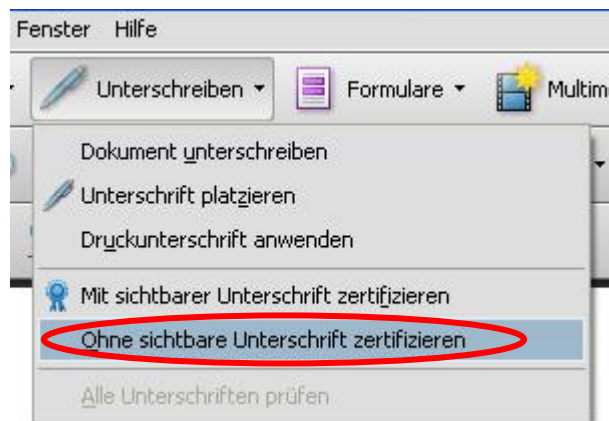 Fenster Hilfe
Unterschreiben Formulare Multim
Dokument unterschreiben
Unterschrift platzieren
Druckunterschrift anwenden
Mit sichtbarer Unterschrift zertifizieren
Ohne sichtbare Unterschrift zertifizieren
Alle Unterschriften prüfen